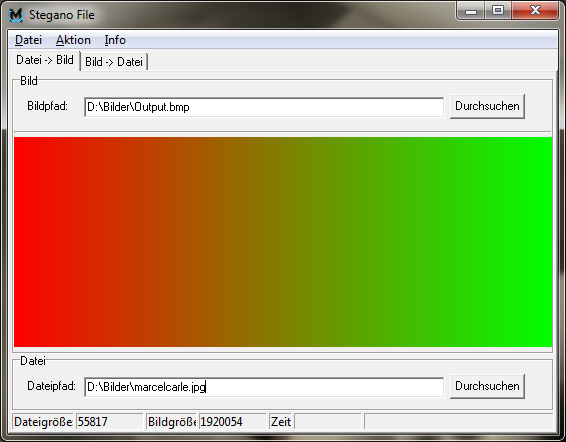 Stegano File
Datei Aktion Info
Datei -> Bild Bild -> Datei
Bild
Bildpfad: D:\Bilder\Output.bmp Durchsuchen
Datei
Dateipfad: D:\Bilder\marcelcarle.jpg Durchsuchen
Dateigröße 55817 Bildgröße 1920054 Zeit